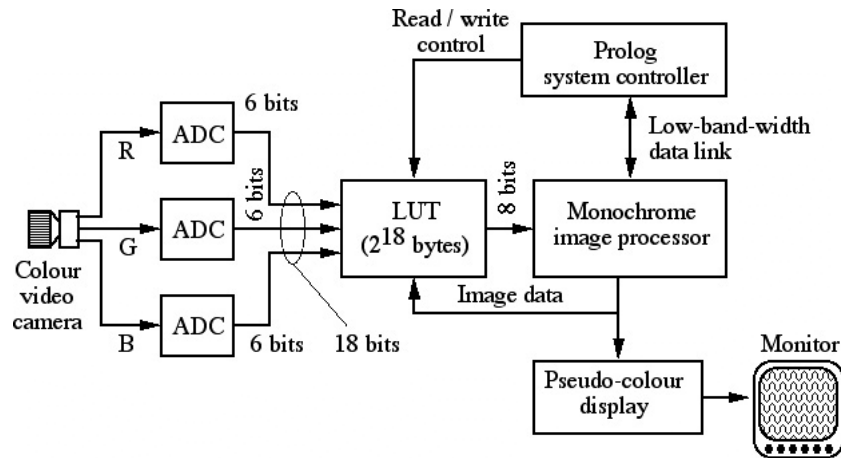 Read / write
control
Prolog
system controller
6 bits
ADC
R
Low-band-width
data link
6 bits
8 bits
LUT
(2^18 bytes)
Monochrome
image processor
G
ADC
Colour
video
camera
Image data
B
ADC
6 bits
18 bits
Monitor
Pseudo-colour
display